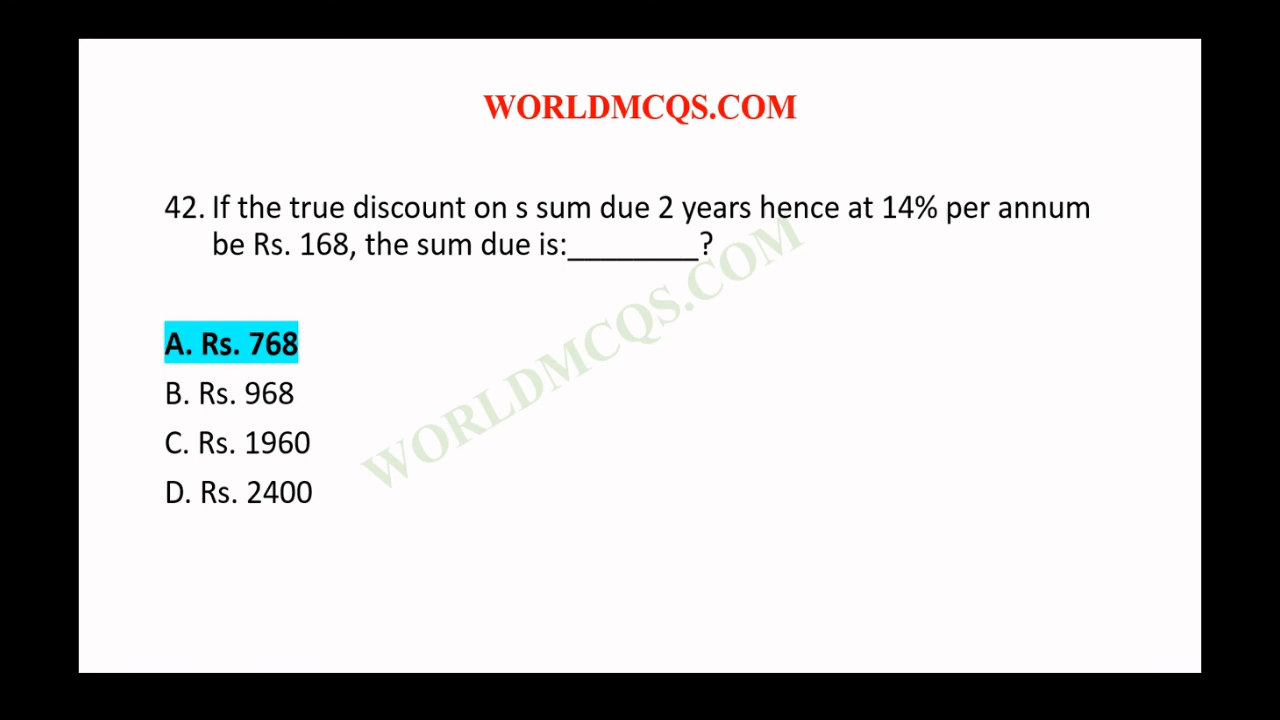 WORLDMCQS.COM
42. If the true discount on s sum due 2 years hence at 14% per annum
be Rs. 168, the sum due is:________?
WORLDMCQS.COM
A. Rs. 768
B. Rs. 968
C. Rs. 1960
D. Rs. 2400